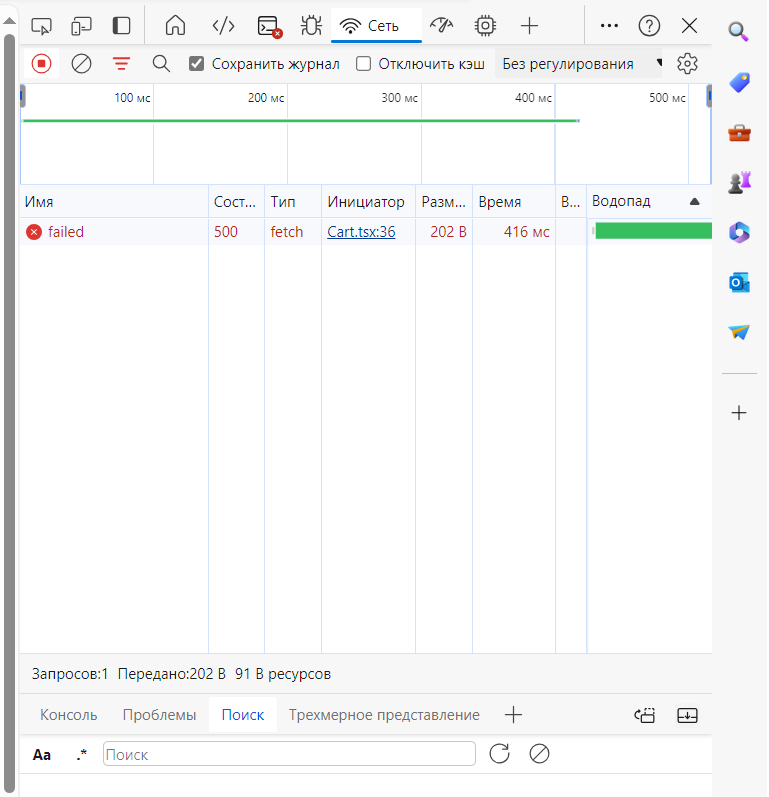 Сеть
Сохранить журнал Отключить кэш Без регулирования
100 мс 200 мс 300 мс 400 мс 500 мс
Имя Сост... Тип Инициатор Разм... Время В... Водопад
failed 500 fetch Cart.tsx:36 202 B 416 мс
Запросов:1 Передано:202 B 91 B ресурсов
Консоль Проблемы Поиск Трехмерное представление
Aa .* Поиск